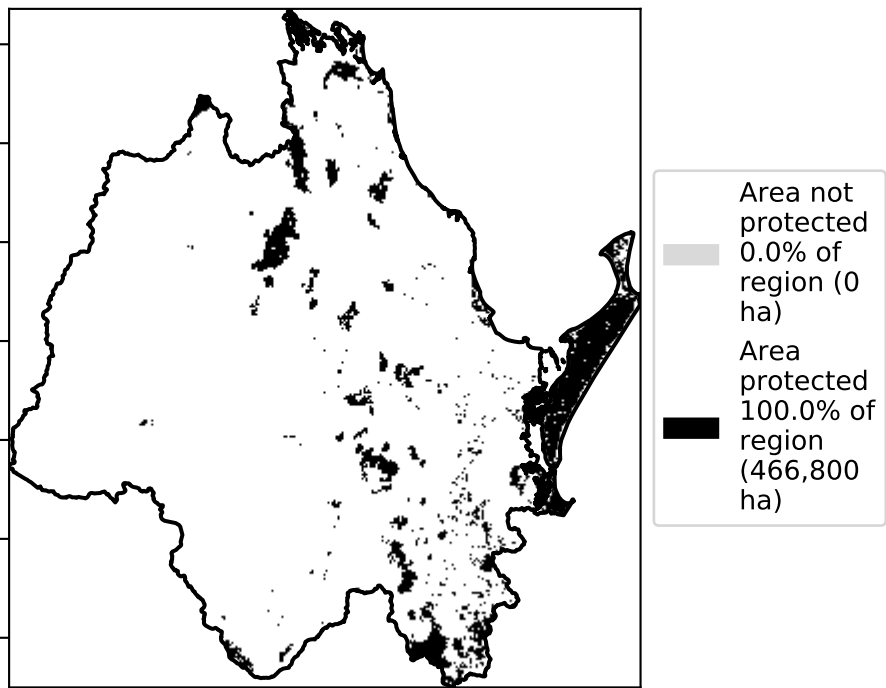 Area not
protected
0.0% of
region (0
ha)
Area
protected
100.0% of
region
(466,800
ha)